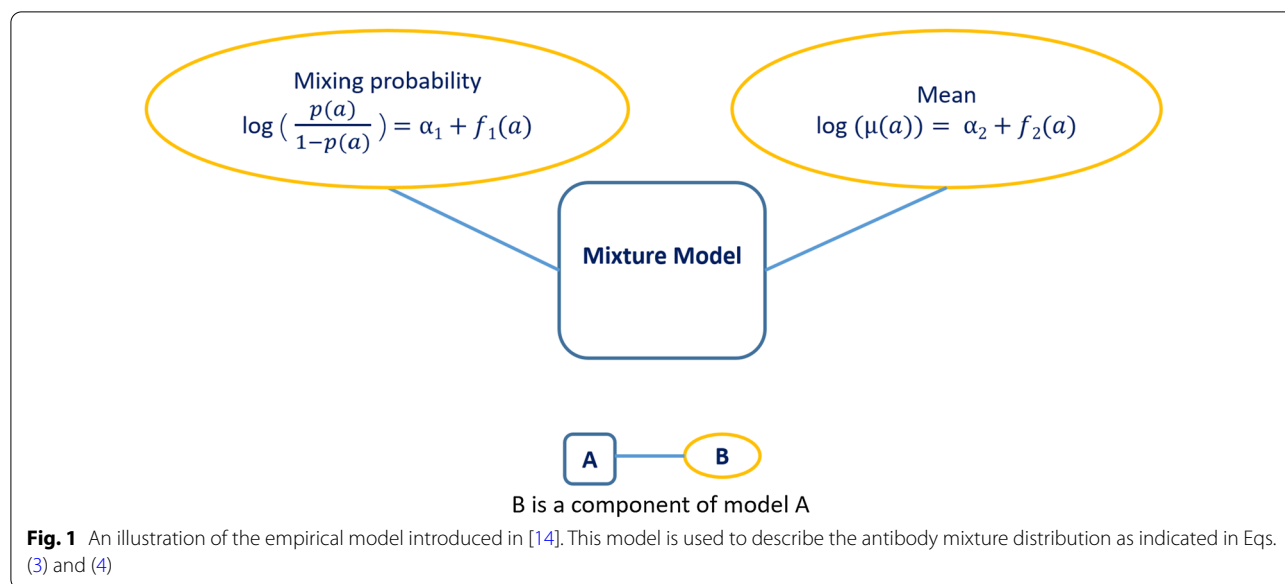 Mixing probability
log ( p(a) / 1−p(a) ) = α₁ + f₁(a)
Mean
log (μ(a)) = α₂ + f₂(a)
Mixture Model
A
B
B is a component of model A
Fig. 1 An illustration of the empirical model introduced in [14]. This model is used to describe the antibody mixture distribution as indicated in Eqs.
(3) and (4)